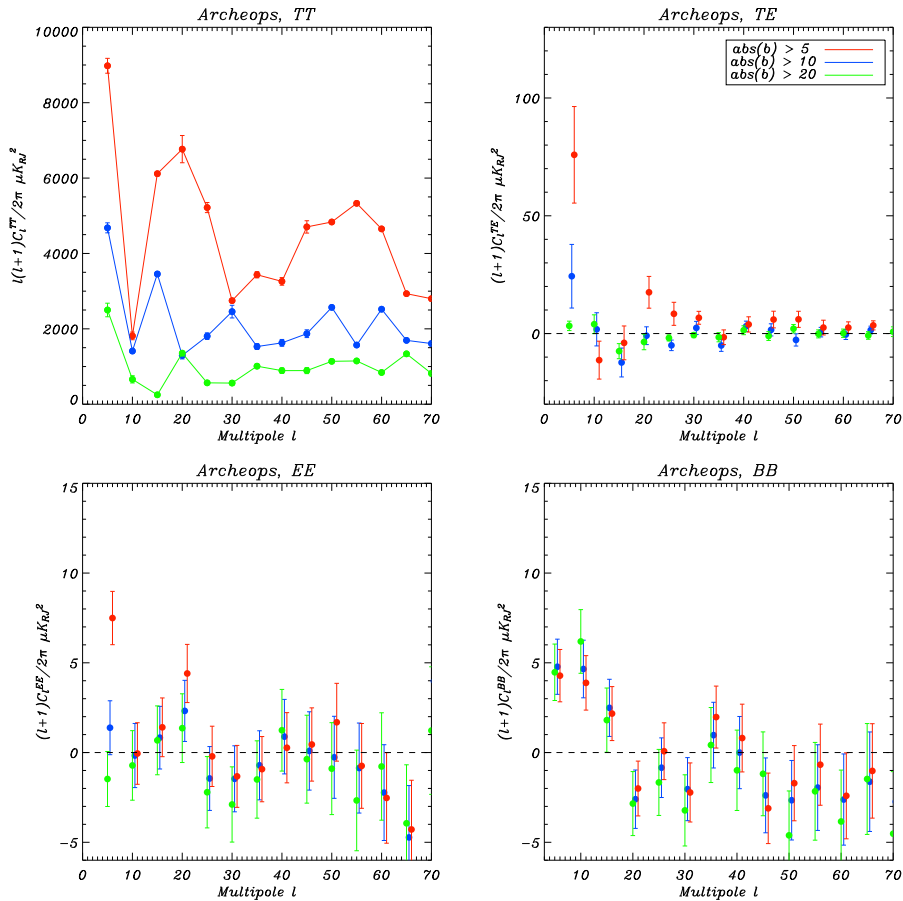 Archeops, TT
10000
8000
6000
4000
2000
0
l(l+1)C_l^TT/2π μK_RJ^2
0 10 20 30 40 50 60 70
Multipole l
Archeops, TE
abs(b) > 5
abs(b) > 10
abs(b) > 20
100
50
0
(l+1)C_l^TE/2π μK_RJ^2
0 10 20 30 40 50 60 70
Multipole l
Archeops, EE
15
10
5
0
-5
(l+1)C_l^EE/2π μK_RJ^2
0 10 20 30 40 50 60 70
Multipole l
Archeops, BB
15
10
5
0
-5
(l+1)C_l^BB/2π μK_RJ^2
0 10 20 30 40 50 60 70
Multipole l